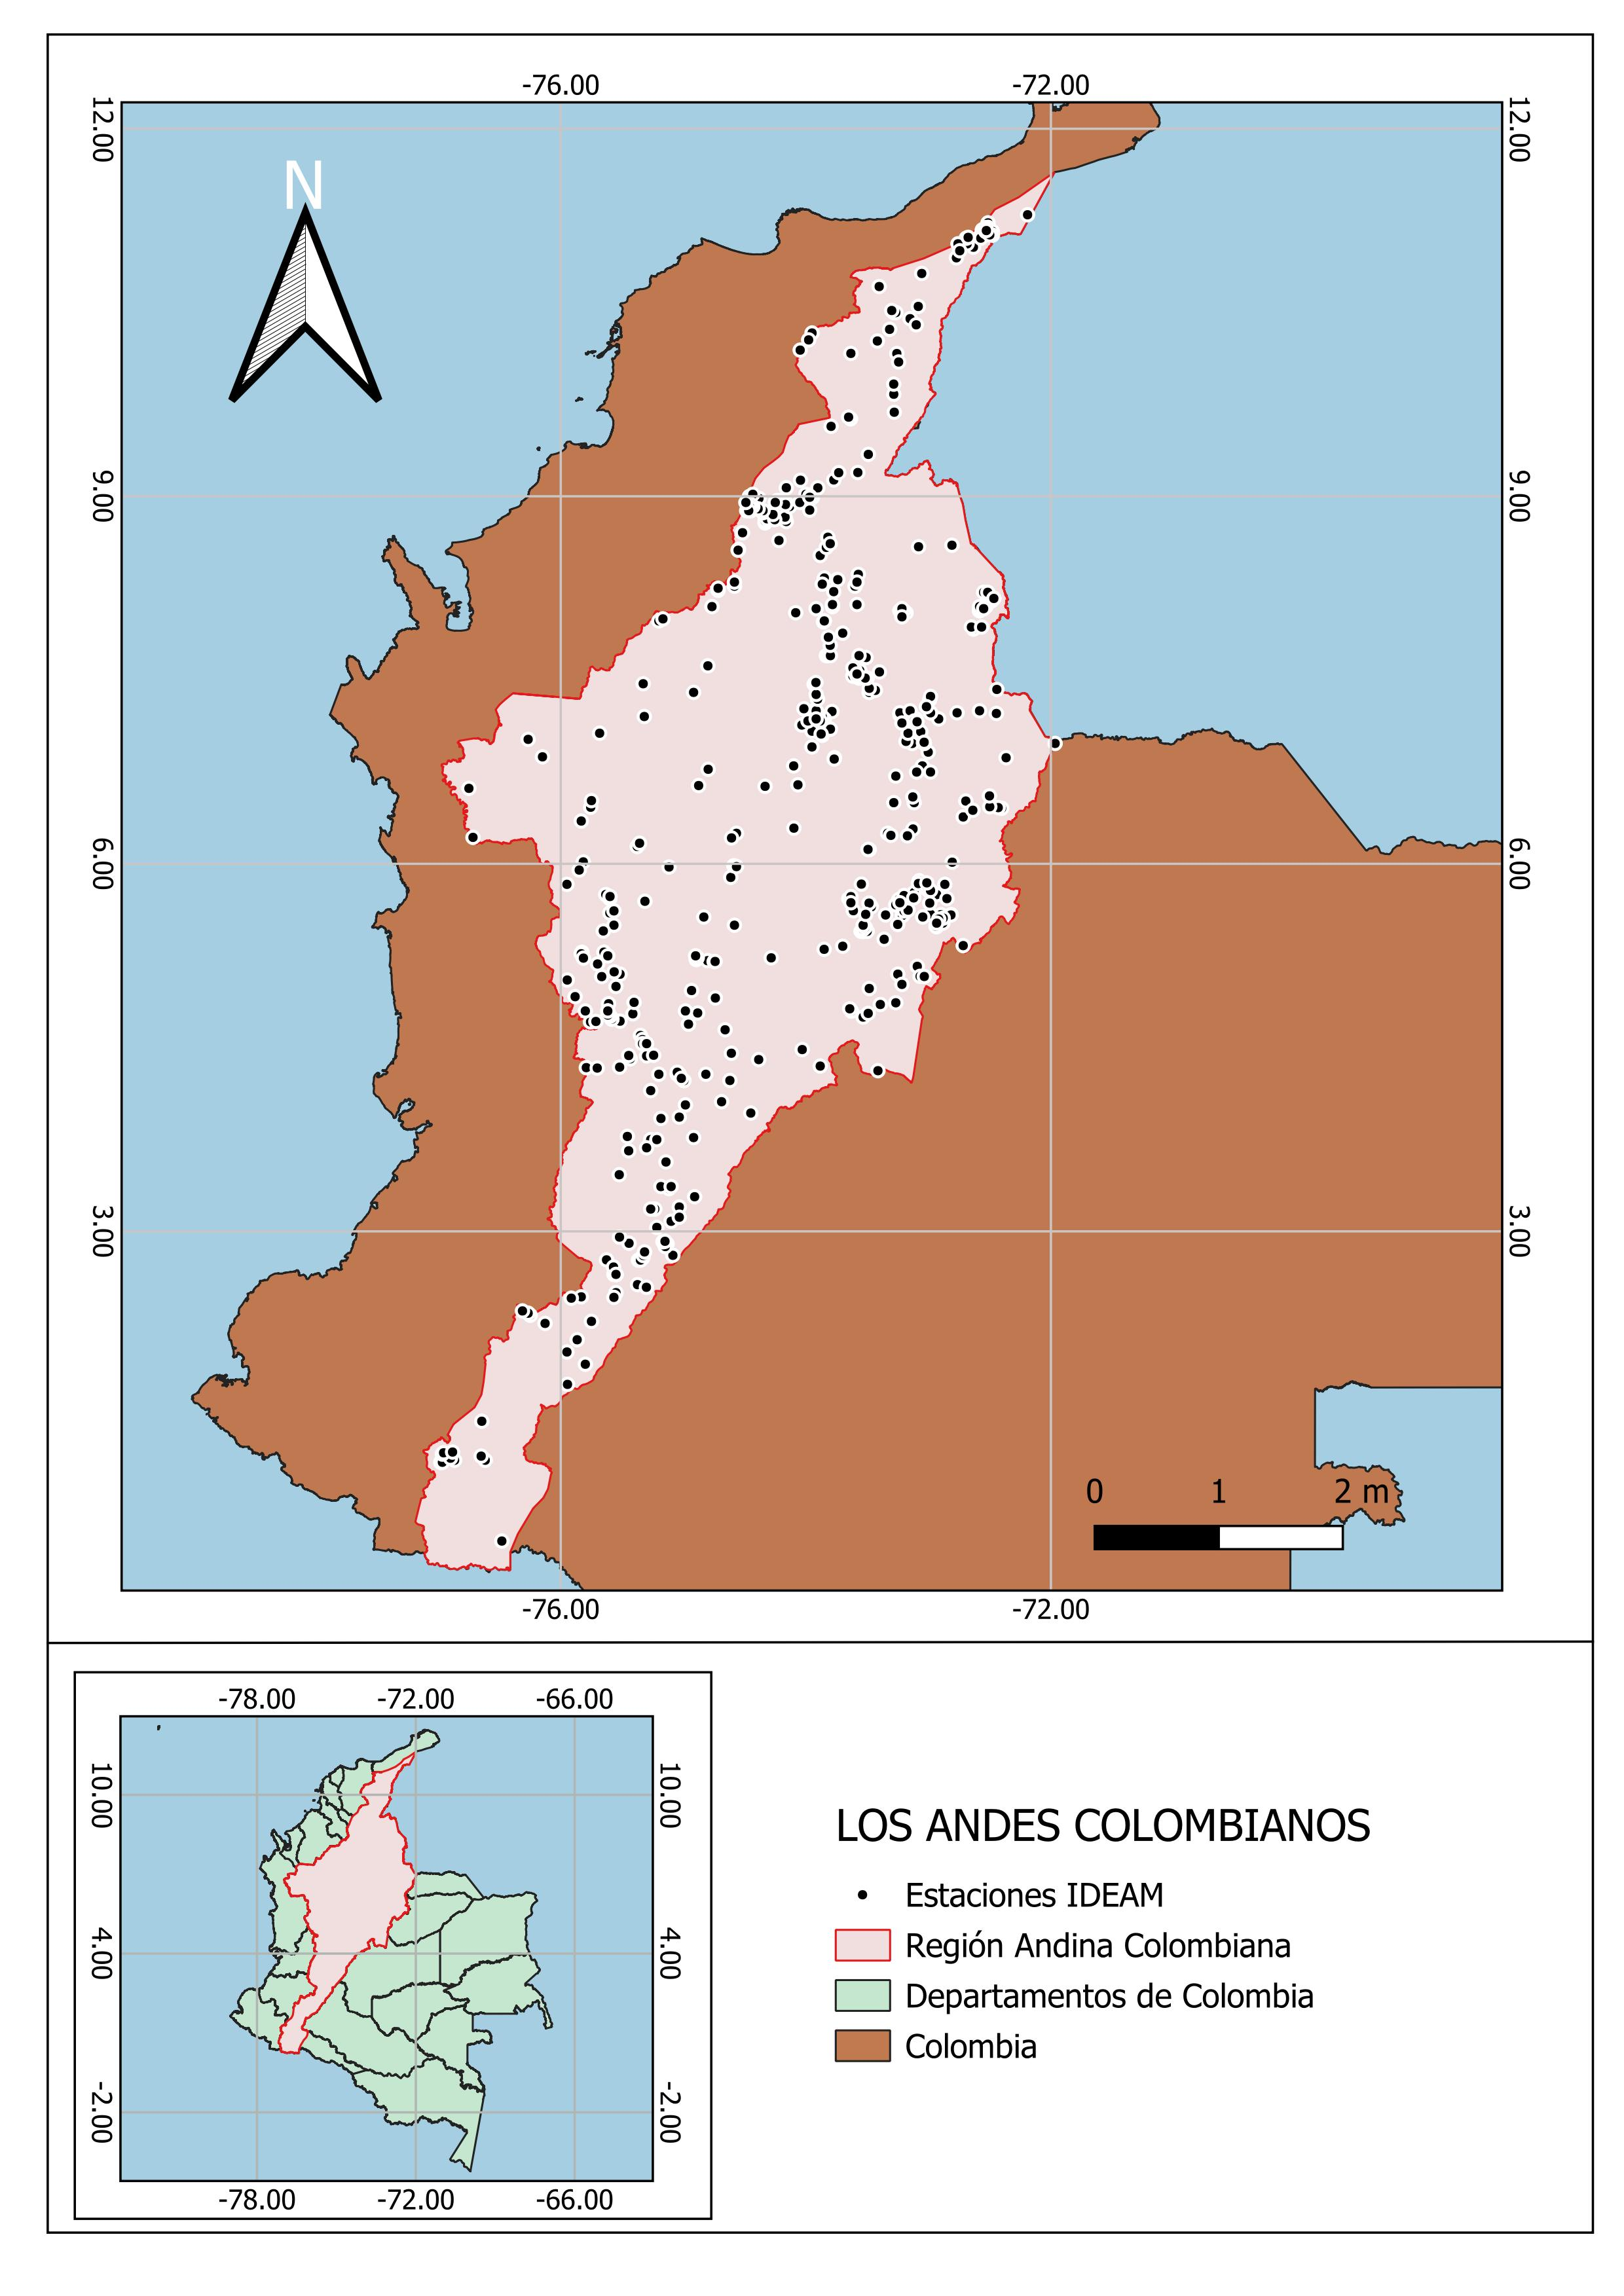 -76.00 -72.00
12.00 12.00
N
9.00 9.00
6.00 6.00
3.00 3.00
0 1 2 m
-76.00 -72.00
-78.00 -72.00 -66.00
10.00 10.00
4.00 4.00
-2.00 -2.00
-78.00 -72.00 -66.00
LOS ANDES COLOMBIANOS
Estaciones IDEAM
Región Andina Colombiana
Departamentos de Colombia
Colombia